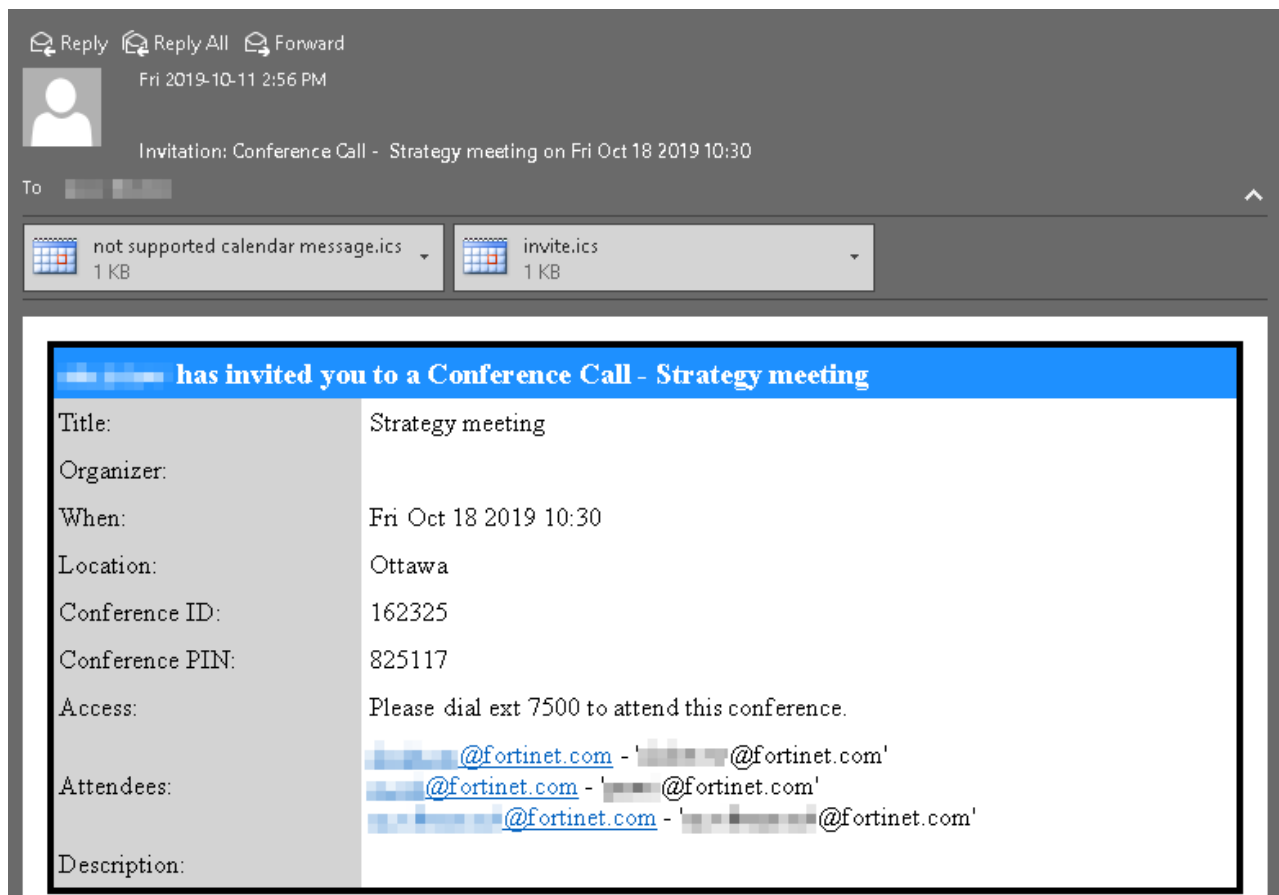 Reply Reply All Forward
Fri 2019-10-11 2:56 PM
Invitation: Conference Call - Strategy meeting on Fri Oct 18 2019 10:30
To
not supported calendar message.ics
1 KB
invite.ics
1 KB
has invited you to a Conference Call - Strategy meeting
Title: Strategy meeting
Organizer:
When: Fri Oct 18 2019 10:30
Location: Ottawa
Conference ID: 162325
Conference PIN: 825117
Access: Please dial ext 7500 to attend this conference.
Attendees:
@fortinet.com - ' @fortinet.com'
@fortinet.com - ' @fortinet.com'
@fortinet.com - ' @fortinet.com'
Description: